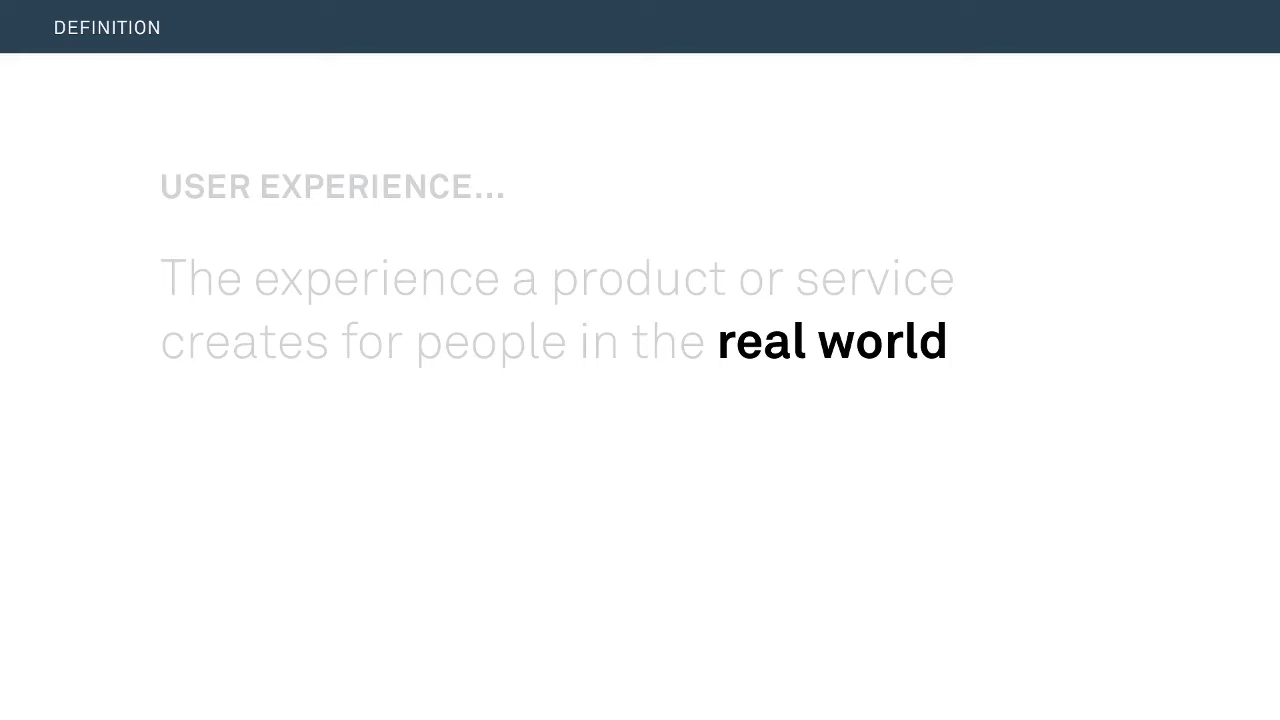 DEFINITION
USER EXPERIENCE...
The experience a product or service
creates for people in the real world